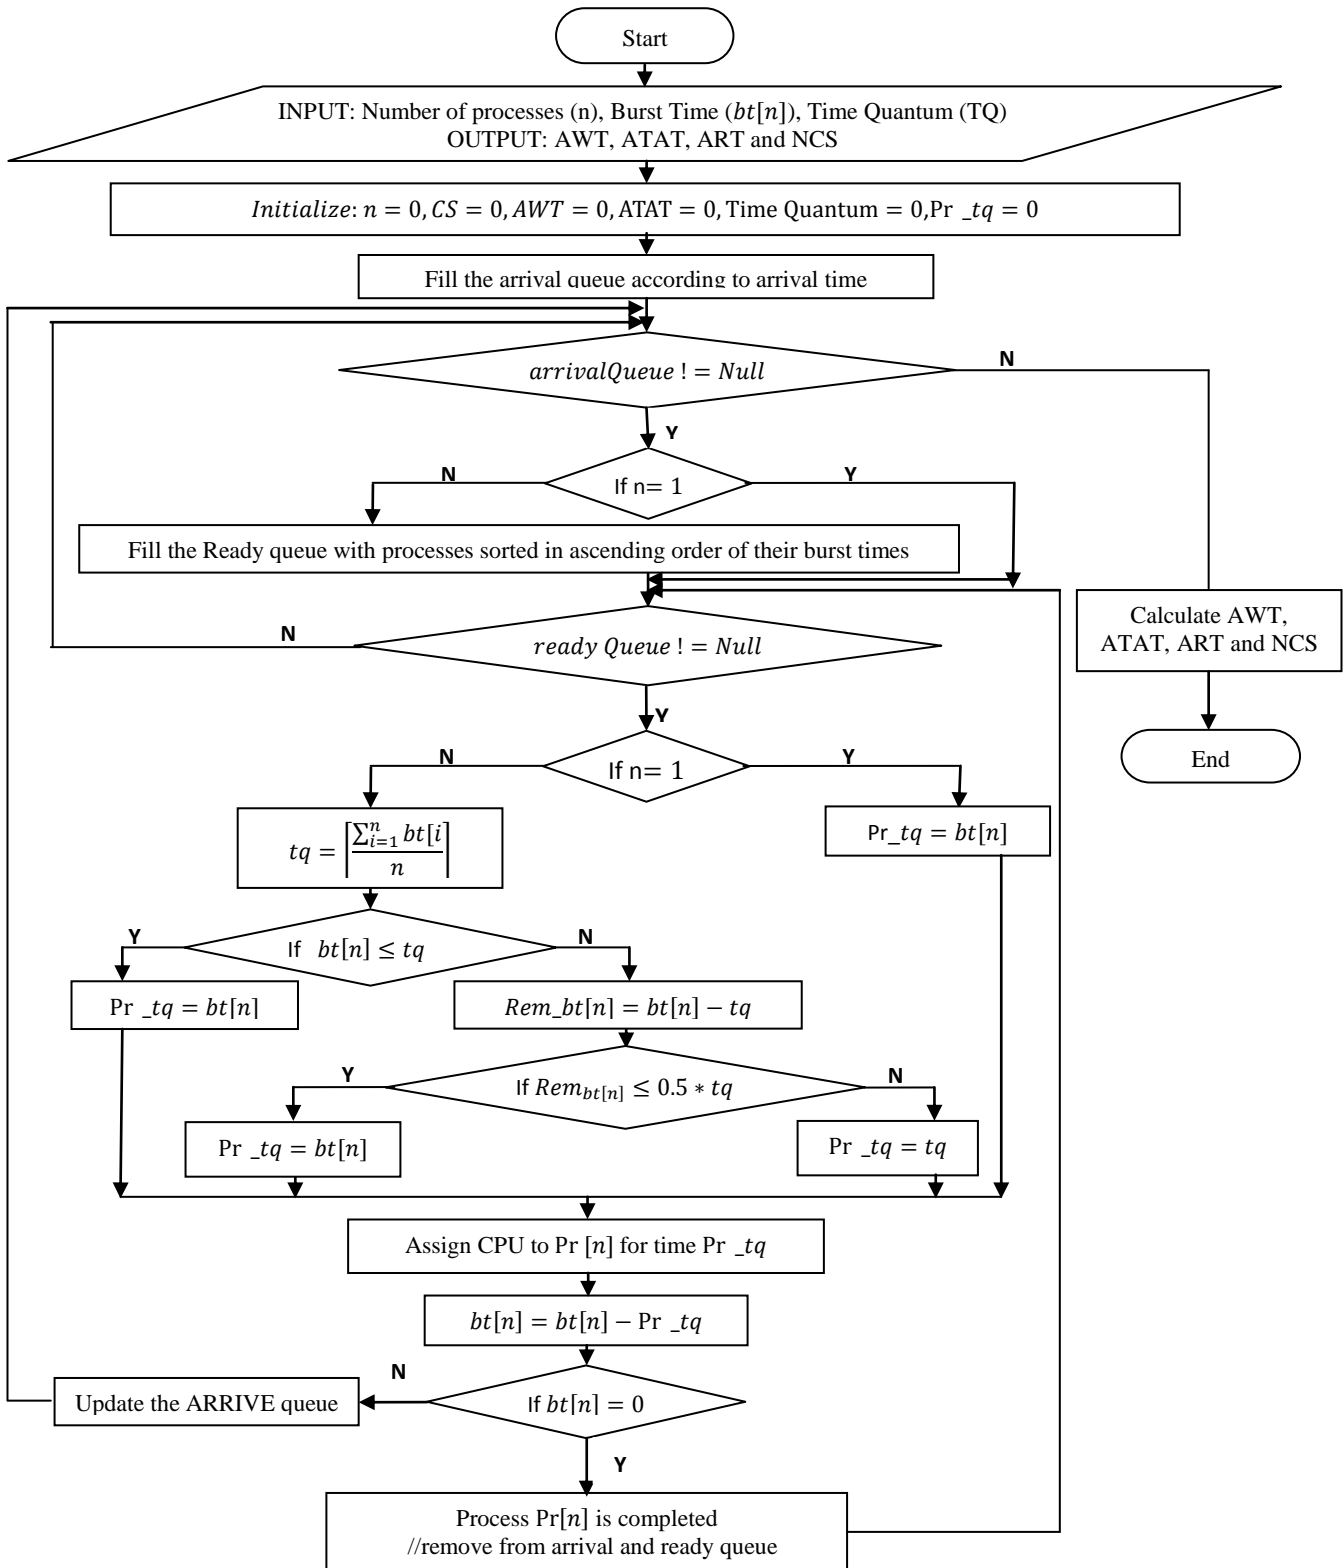 Start
INPUT: Number of processes (n), Burst Time (bt[n]), Time Quantum (TQ)
OUTPUT: AWT, ATAT, ART and NCS
Initialize: n = 0, CS = 0, AWT = 0, ATAT = 0, Time Quantum = 0,Pr _tq = 0
Fill the arrival queue according to arrival time
arrivalQueue ! = Null
N
Y
If n= 1
N
Y
Fill the Ready queue with processes sorted in ascending order of their burst times
ready Queue ! = Null
N
Y
Calculate AWT,
ATAT, ART and NCS
End
If n= 1
N
Y
tq = ⌈∑ⁿᵢ₌₁ bt[i] / n⌉
Pr_tq = bt[n]
If bt[n] ≤ tq
Y
N
Pr _tq = bt[n]
Rem_bt[n] = bt[n] − tq
If Rem_{bt[n]} ≤ 0.5 * tq
Y
N
Pr _tq = bt[n]
Pr _tq = tq
Assign CPU to Pr [n] for time Pr _tq
bt[n] = bt[n] − Pr _tq
If bt[n] = 0
N
Update the ARRIVE queue
Y
Process Pr[n] is completed
//remove from arrival and ready queue